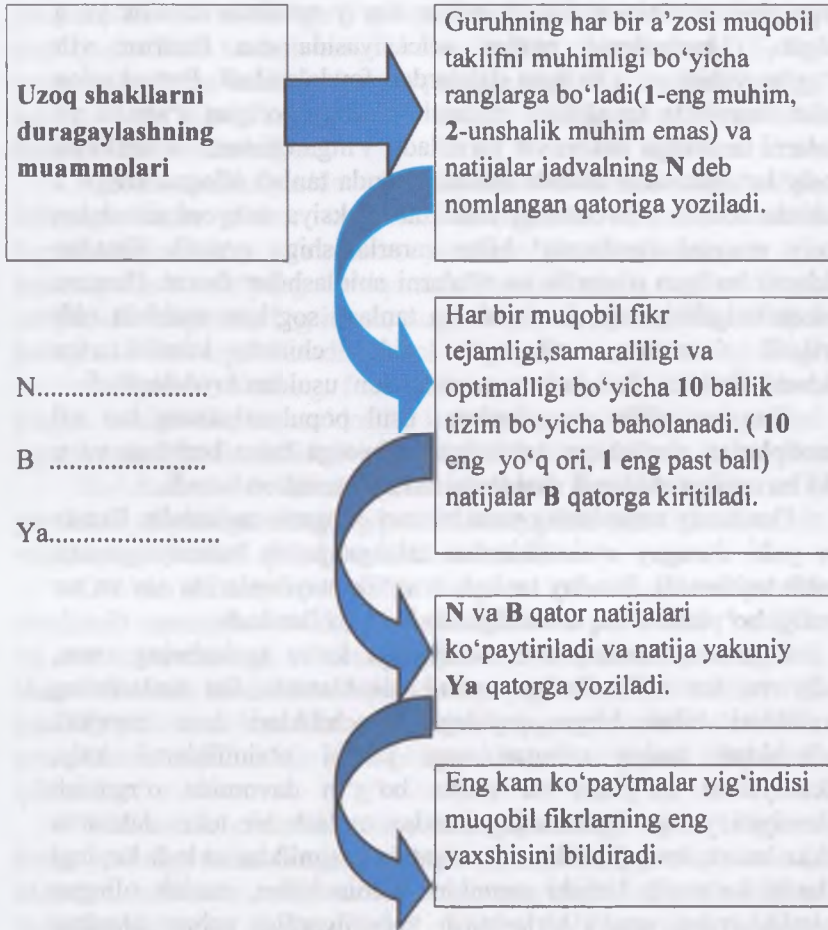 Uzoq shakllarni
duragaylashning
muammolari
Guruhning har bir a’zosi muqobil
taklifni muhimligi bo‘yicha
ranglarga bo‘ladi(1-eng muhim,
2-unshalik muhim emas) va
natijalar jadvalning N deb
nomlangan qatoriga yoziladi.
Har bir muqobil fikr
tejamligi,samaraliligi va
optimalligi bo‘yicha 10 ballik
tizim bo‘yicha baholanadi. ( 10
eng yo‘q ori, 1 eng past ball)
natijalar B qatorga kiritiladi.
N..........................
B ..........................
Ya..........................
N va B qator natijalari
ko‘paytiriladi va natija yakuniy
Ya qatorga yoziladi.
Eng kam ko‘paytmalar yig‘indisi
muqobil fikrlarning eng
yaxshisini bildiradi.